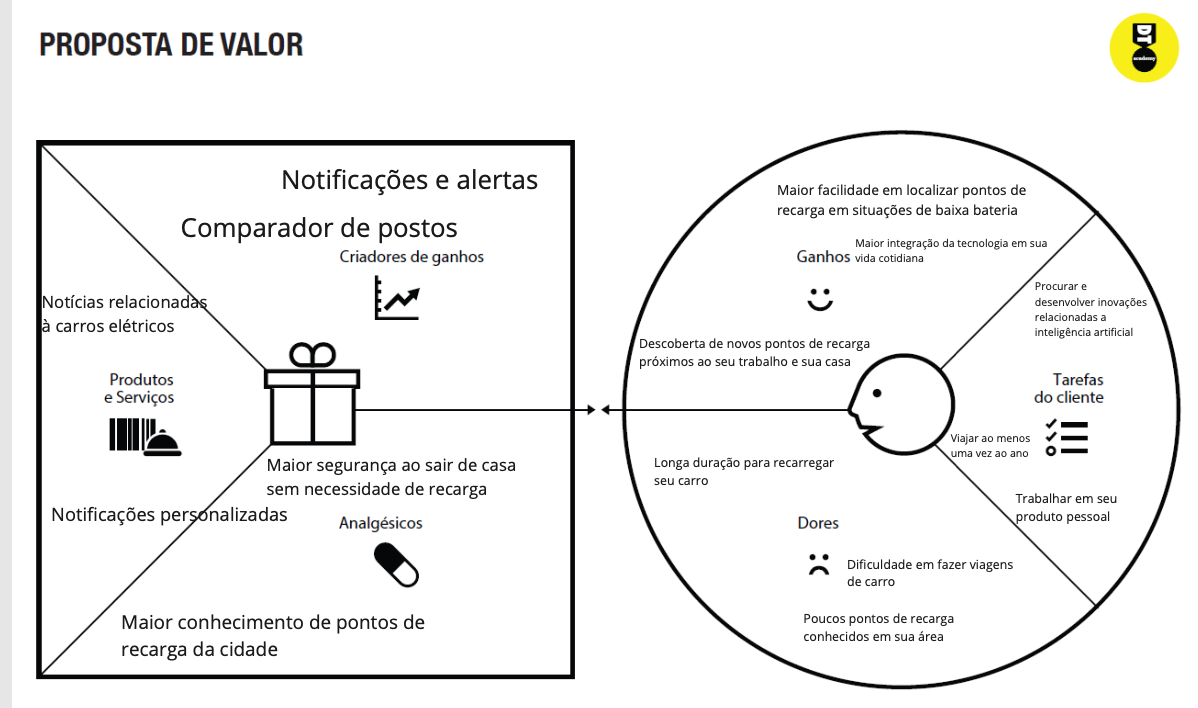 PROPOSTA DE VALOR
DT
academy
Notificações e alertas
Comparador de postos
Criadores de ganhos
Notícias relacionadas
à carros elétricos
Produtos
e Serviços
Notificações personalizadas
Maior segurança ao sair de casa
sem necessidade de recarga
Analgésicos
Maior conhecimento de pontos de
recarga da cidade
Maior facilidade em localizar pontos de
recarga em situações de baixa bateria
Ganhos
Maior integração da tecnologia em sua
vida cotidiana
Descoberta de novos pontos de recarga
próximos ao seu trabalho e sua casa
Procurar e
desenvolver inovações
relacionadas a
inteligência artificial
Tarefas
do cliente
Viajar ao menos
uma vez ao ano
Trabalhar em seu
produto pessoal
Longa duração para recarregar
seu carro
Dores
Dificuldade em fazer viagens
de carro
Poucos pontos de recarga
conhecidos em sua área